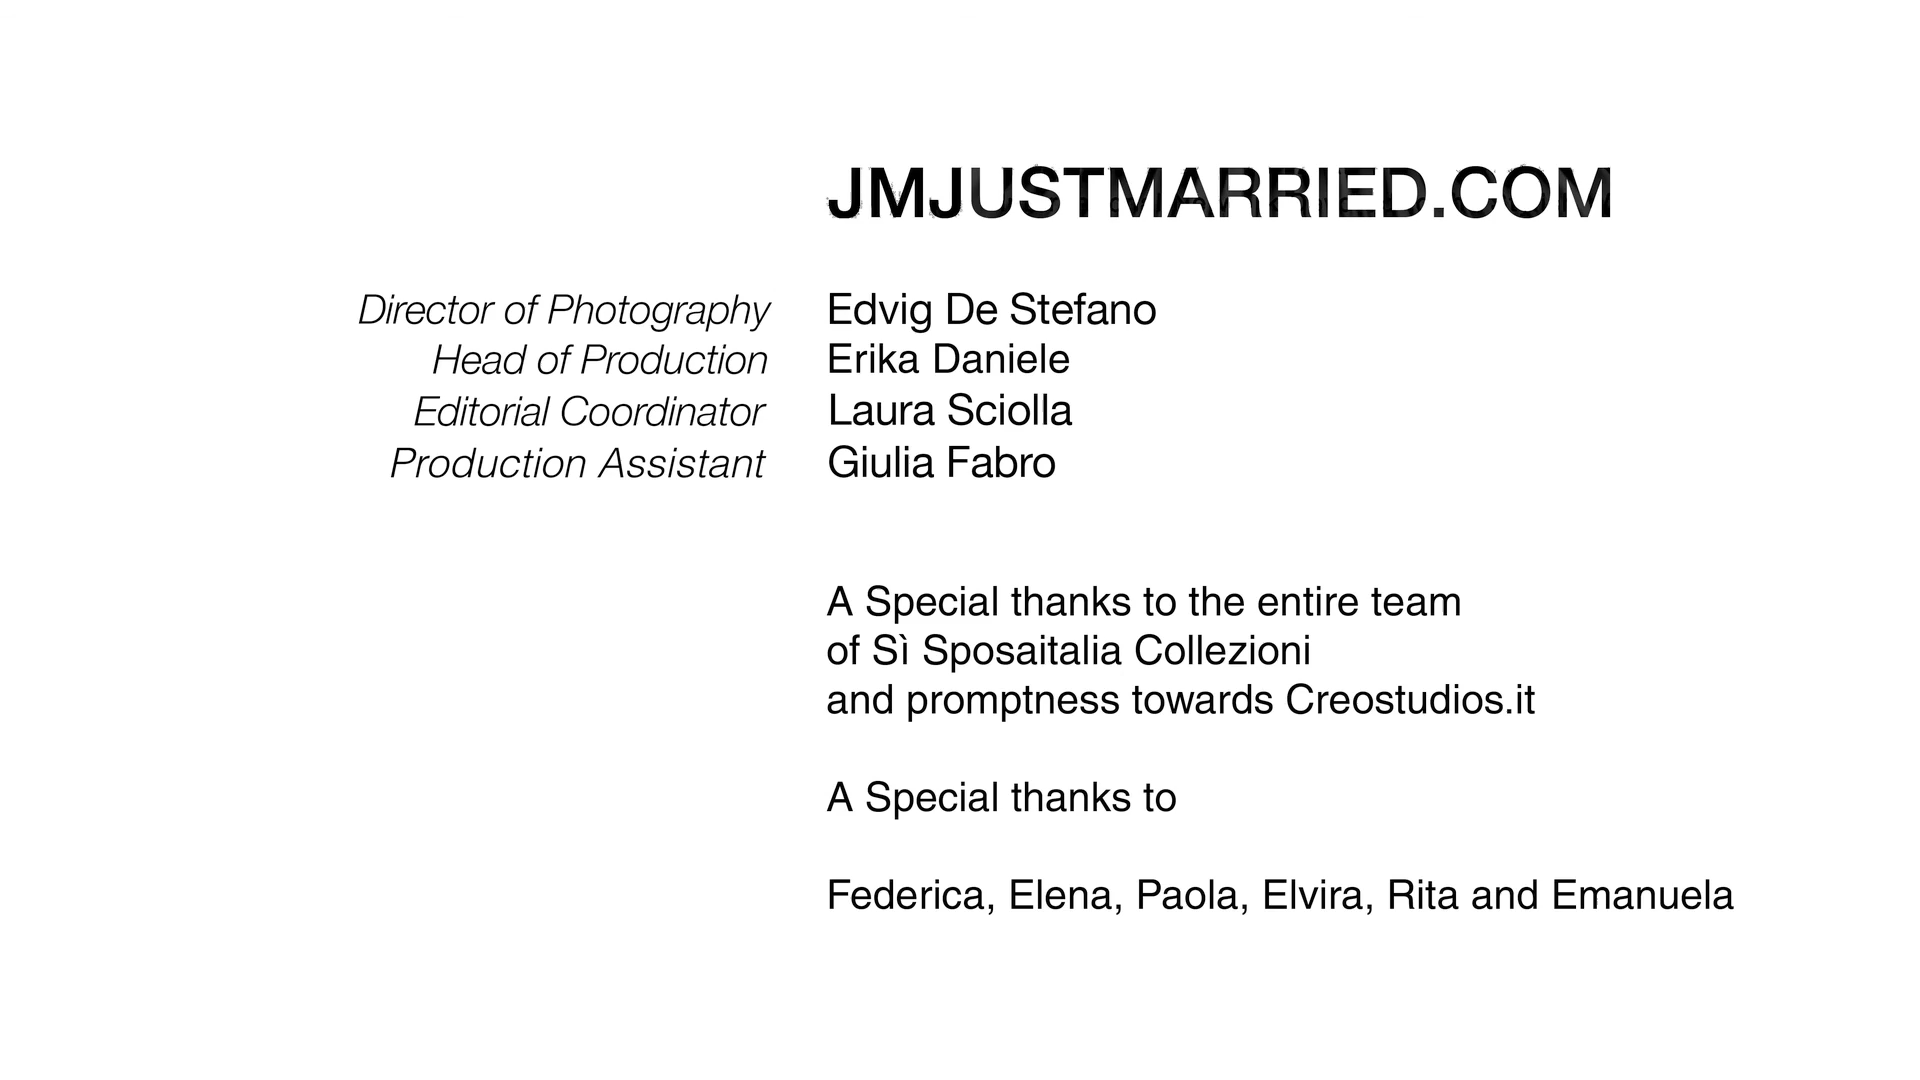 JMJUSTMARRIED.COM
Director of Photography Edvig De Stefano
Head of Production Erika Daniele
Editorial Coordinator Laura Sciolla
Production Assistant Giulia Fabro
A Special thanks to the entire team
of Sì Sposaitalia Collezioni
and promptness towards Creostudios.it
A Special thanks to
Federica, Elena, Paola, Elvira, Rita and Emanuela